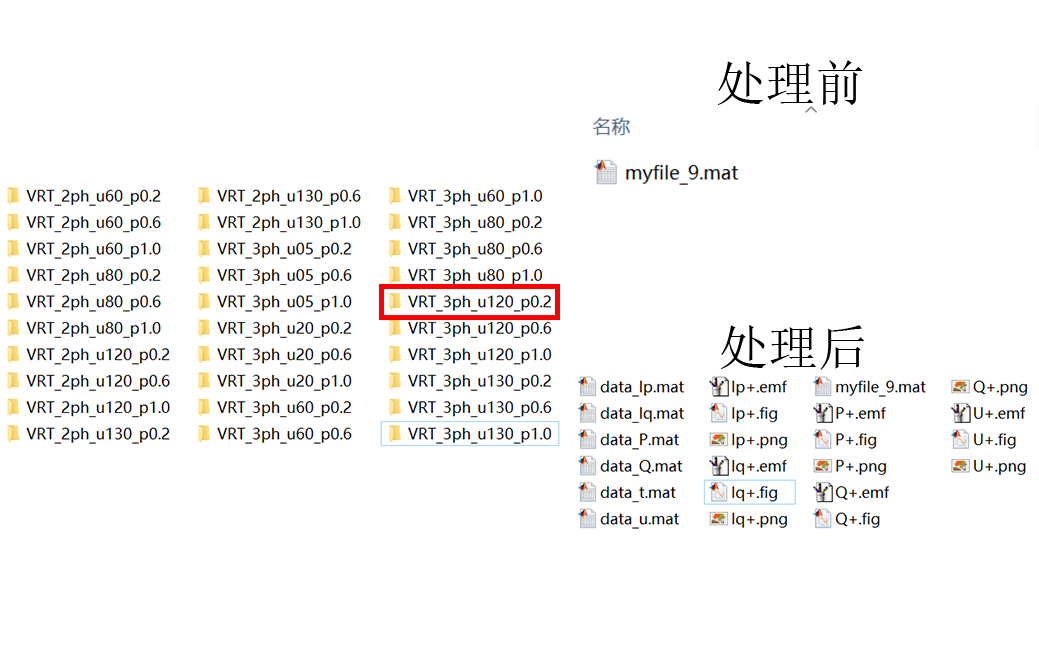 处理前
名称
myfile_9.mat
VRT_2ph_u60_p0.2
VRT_2ph_u60_p0.6
VRT_2ph_u60_p1.0
VRT_2ph_u80_p0.2
VRT_2ph_u80_p0.6
VRT_2ph_u80_p1.0
VRT_2ph_u120_p0.2
VRT_2ph_u120_p0.6
VRT_2ph_u120_p1.0
VRT_2ph_u130_p0.2
VRT_2ph_u130_p0.6
VRT_2ph_u130_p1.0
VRT_3ph_u05_p0.2
VRT_3ph_u05_p0.6
VRT_3ph_u05_p1.0
VRT_3ph_u20_p0.2
VRT_3ph_u20_p0.6
VRT_3ph_u20_p1.0
VRT_3ph_u60_p0.2
VRT_3ph_u60_p0.6
VRT_3ph_u60_p1.0
VRT_3ph_u80_p0.2
VRT_3ph_u80_p0.6
VRT_3ph_u80_p1.0
VRT_3ph_u120_p0.2
VRT_3ph_u120_p0.6
VRT_3ph_u120_p1.0
VRT_3ph_u130_p0.2
VRT_3ph_u130_p0.6
VRT_3ph_u130_p1.0
处理后
data_Ip.mat
data_Iq.mat
data_P.mat
data_Q.mat
data_t.mat
data_u.mat
Ip+.emf
Ip+.fig
Ip+.png
Iq+.emf
Iq+.fig
Iq+.png
myfile_9.mat
P+.emf
P+.fig
P+.png
Q+.emf
Q+.fig
Q+.png
U+.emf
U+.fig
U+.png